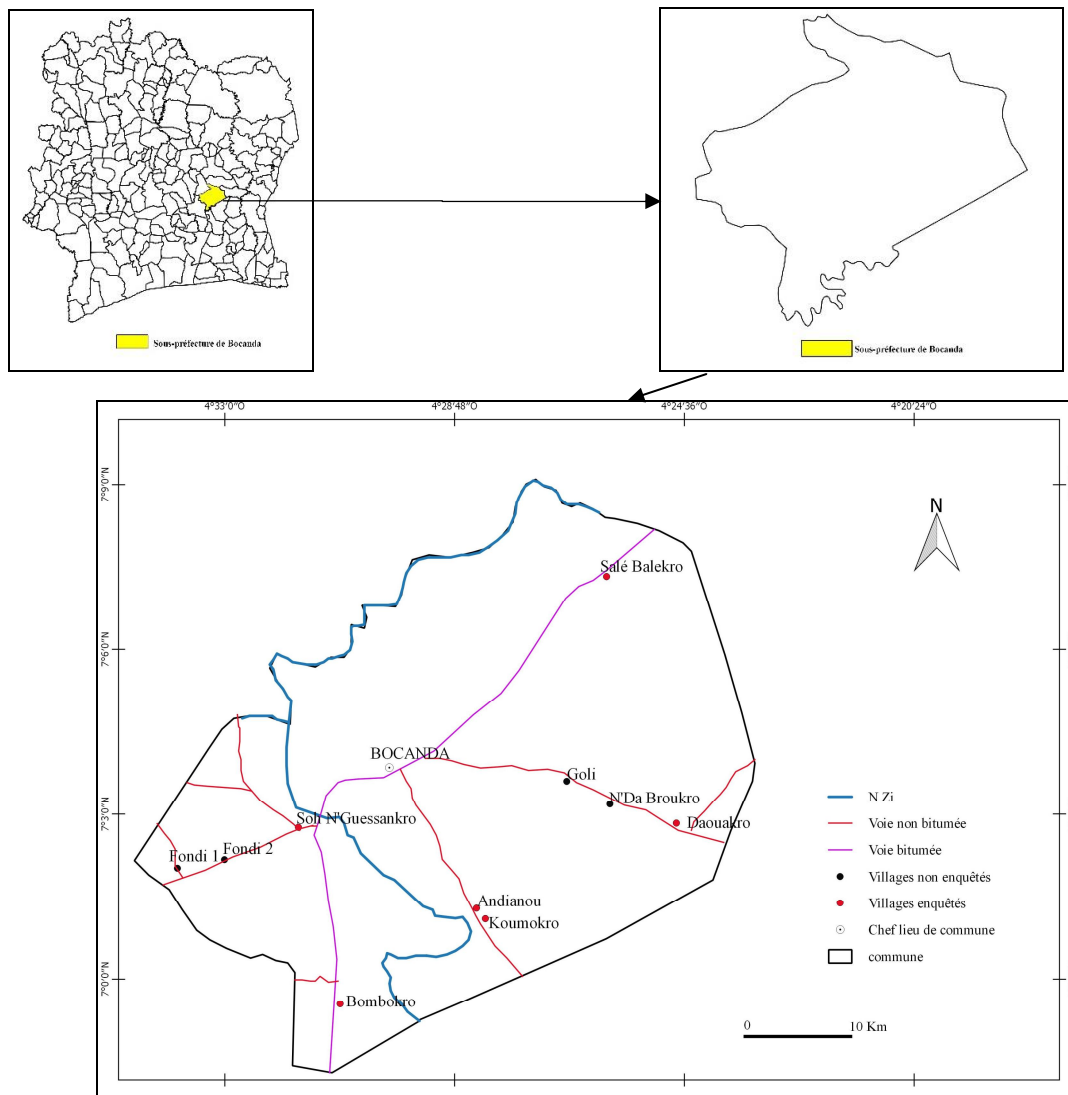 Sous-préfecture de Bocanda
Sous-préfecture de Bocanda
4°33'0"O
4°28'48"O
4°24'36"O
4°20'24"O
7°9'0"N
7°6'0"N
7°3'0"N
7°0'0"N
N
Salé Balekro
BOCANDA
Goli
N'Da Broukro
Daouakro
Soli N'Guessankro
Fondi 1
Fondi 2
Andianou
Koumokro
Bombokro
N Zi
Voie non bitumée
Voie bitumée
Villages non enquêtés
Villages enquêtés
Chef lieu de commune
commune
0 10 Km